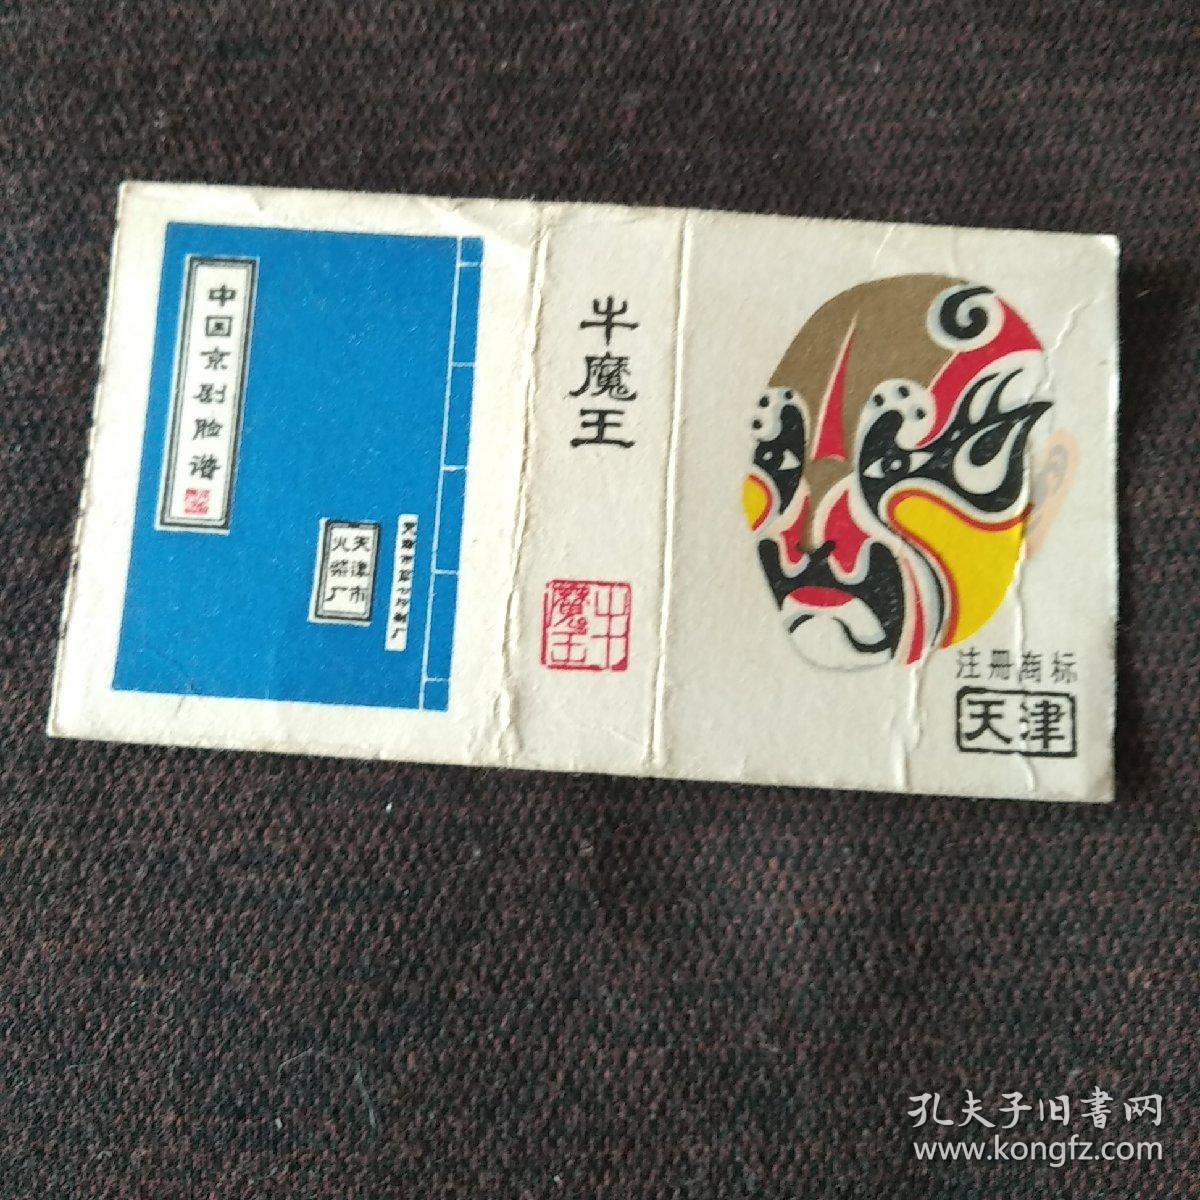 中国京剧脸谱
天津市
火柴厂
牛魔王
牛魔王
注册商标
天津
孔夫子旧書网
www.kongfz.com